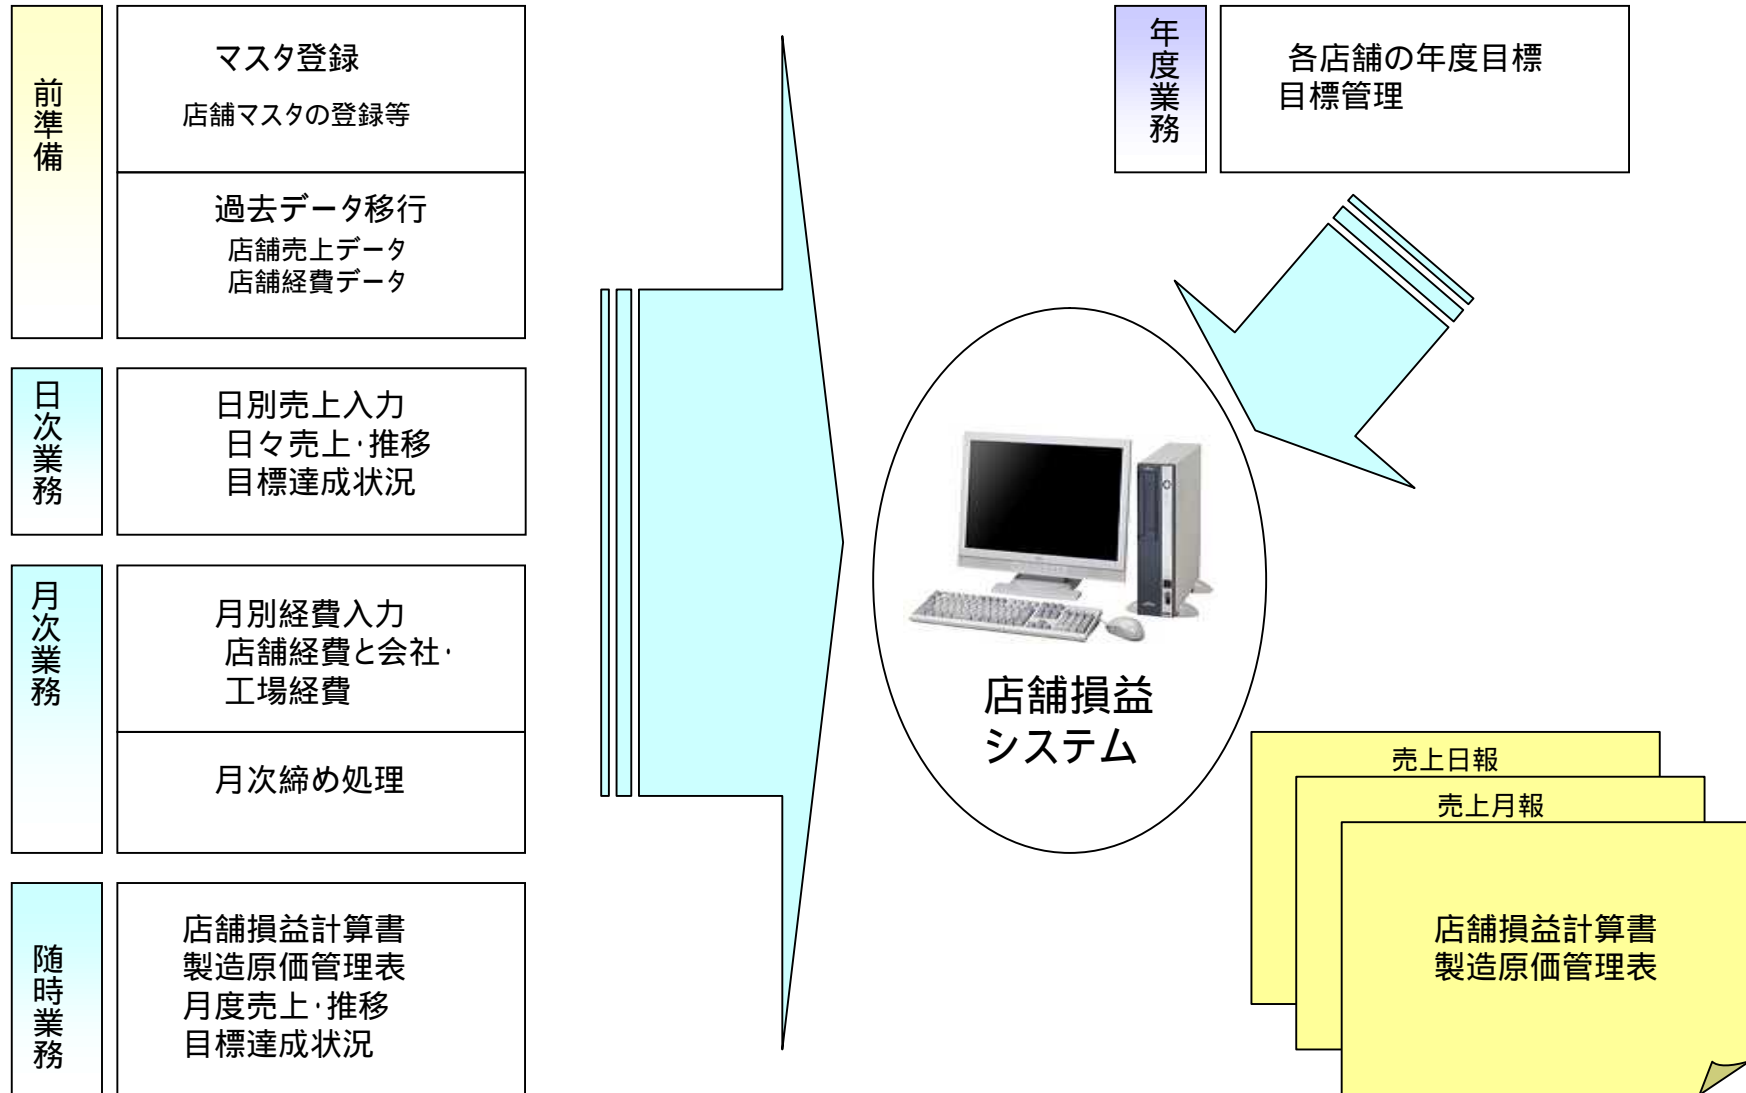 前準備
マスタ登録
店舗マスタの登録等
過去データ移行
店舗売上データ
店舗経費データ
日次業務
日別売上入力
日々売上・推移
目標達成状況
月次業務
月別経費入力
店舗経費と会社・
工場経費
月次締め処理
随時業務
店舗損益計算書
製造原価管理表
月度売上・推移
目標達成状況
年度業務
各店舗の年度目標
目標管理
店舗損益
システム
売上日報
売上月報
店舗損益計算書
製造原価管理表